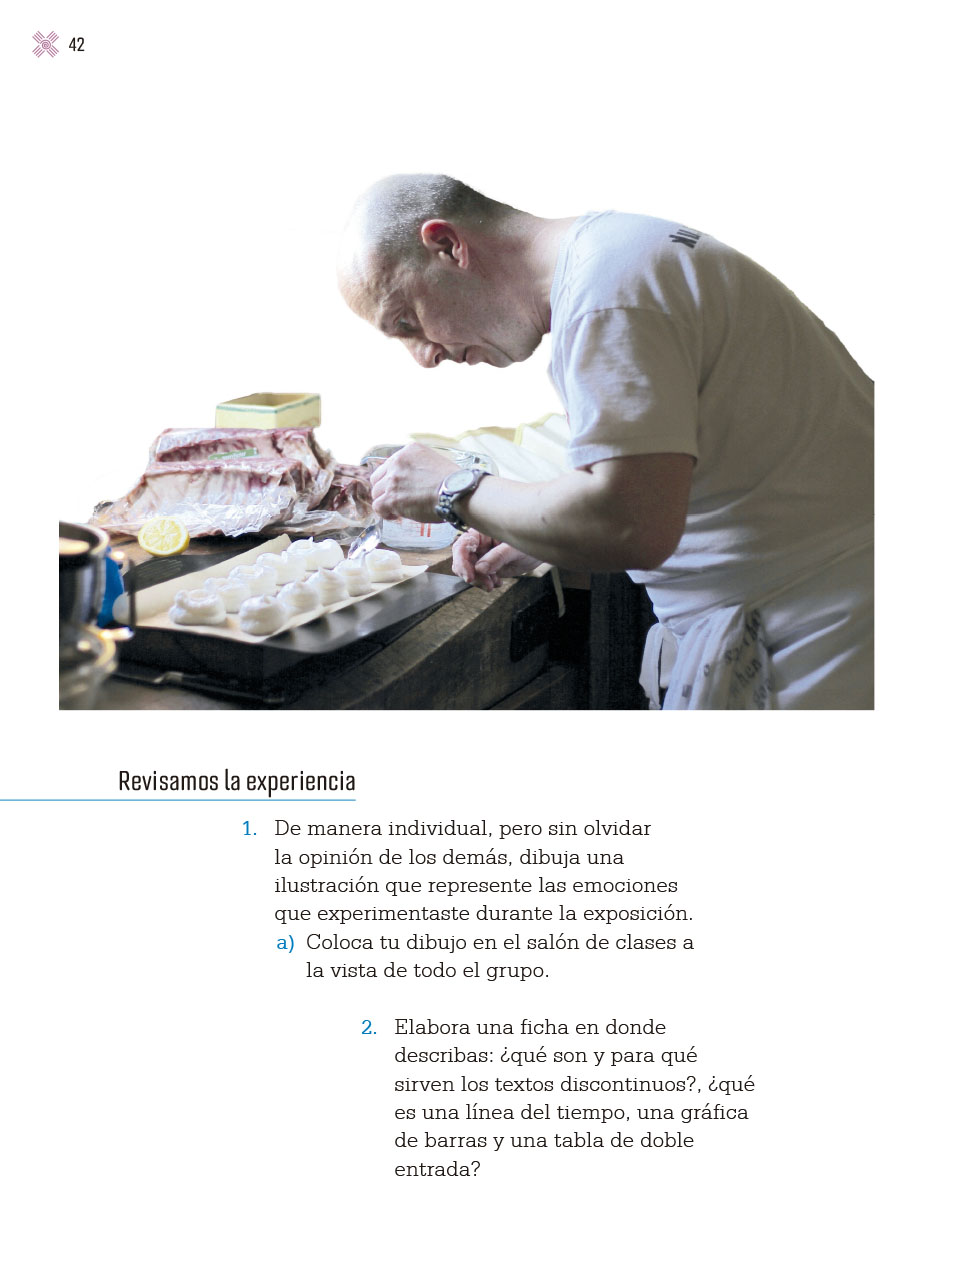 42
Revisamos la experiencia
1. De manera individual, pero sin olvidar
la opinión de los demás, dibuja una
ilustración que represente las emociones
que experimentaste durante la exposición.
a) Coloca tu dibujo en el salón de clases a
la vista de todo el grupo.
2. Elabora una ficha en donde
describas: ¿qué son y para qué
sirven los textos discontinuos?, ¿qué
es una línea del tiempo, una gráfica
de barras y una tabla de doble
entrada?